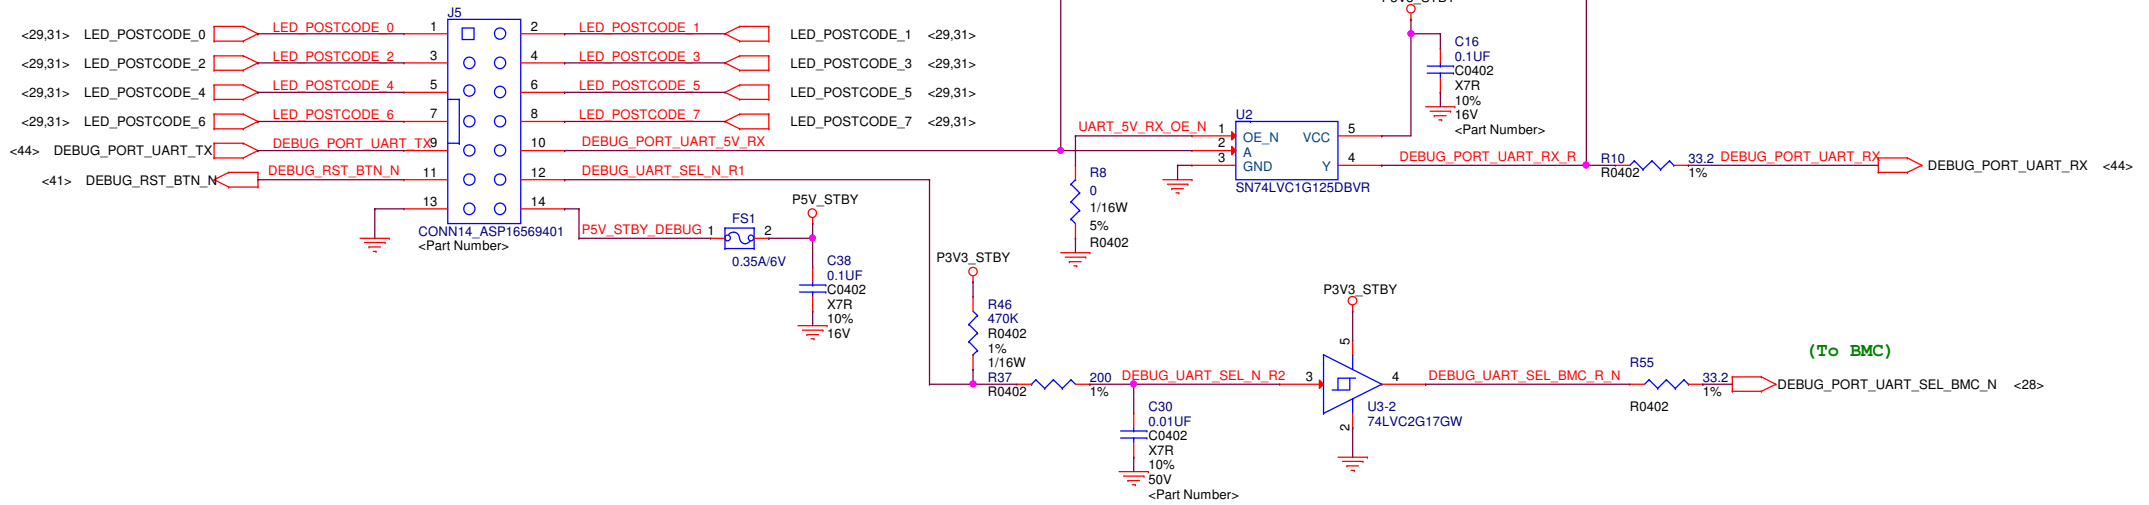 J5
<29,31> LED_POSTCODE_0 LED_POSTCODE_0 1 2 LED_POSTCODE_1 LED_POSTCODE_1 <29,31>
<29,31> LED_POSTCODE_2 LED_POSTCODE_2 3 4 LED_POSTCODE_3 LED_POSTCODE_3 <29,31>
<29,31> LED_POSTCODE_4 LED_POSTCODE_4 5 6 LED_POSTCODE_5 LED_POSTCODE_5 <29,31>
<29,31> LED_POSTCODE_6 LED_POSTCODE_6 7 8 LED_POSTCODE_7 LED_POSTCODE_7 <29,31>
<44> DEBUG_PORT_UART_TX DEBUG_PORT_UART_TX 9 10 DEBUG_PORT_UART_5V_RX
<41> DEBUG_RST_BTN_N DEBUG_RST_BTN_N 11 12 DEBUG_UART_SEL_N_R1
13 14
CONN14_ASP16569401
<Part Number>
P5V_STBY_DEBUG 1 2
FS1
0.35A/6V
P5V_STBY
C38
0.1UF
C0402
X7R
10%
16V
C16
0.1UF
C0402
X7R
10%
16V
<Part Number>
U2
UART_5V_RX_OE_N 1 OE_N VCC 5
2 A
3 GND Y 4
SN74LVC1G125DBVR
DEBUG_PORT_UART_RX_R
R10
R0402
33.2
1%
DEBUG_PORT_UART_RX
DEBUG_PORT_UART_RX <44>
R8
0
1/16W
5%
R0402
P3V3_STBY
R46
470K
R0402
1%
1/16W
R37
R0402
200
1%
DEBUG_UART_SEL_N_R2
C30
0.01UF
C0402
X7R
10%
50V
<Part Number>
P3V3_STBY
5
3
4
2
U3-2
74LVC2G17GW
DEBUG_UART_SEL_BMC_R_N
R55
R0402
33.2
1%
(To BMC)
DEBUG_PORT_UART_SEL_BMC_N <28>